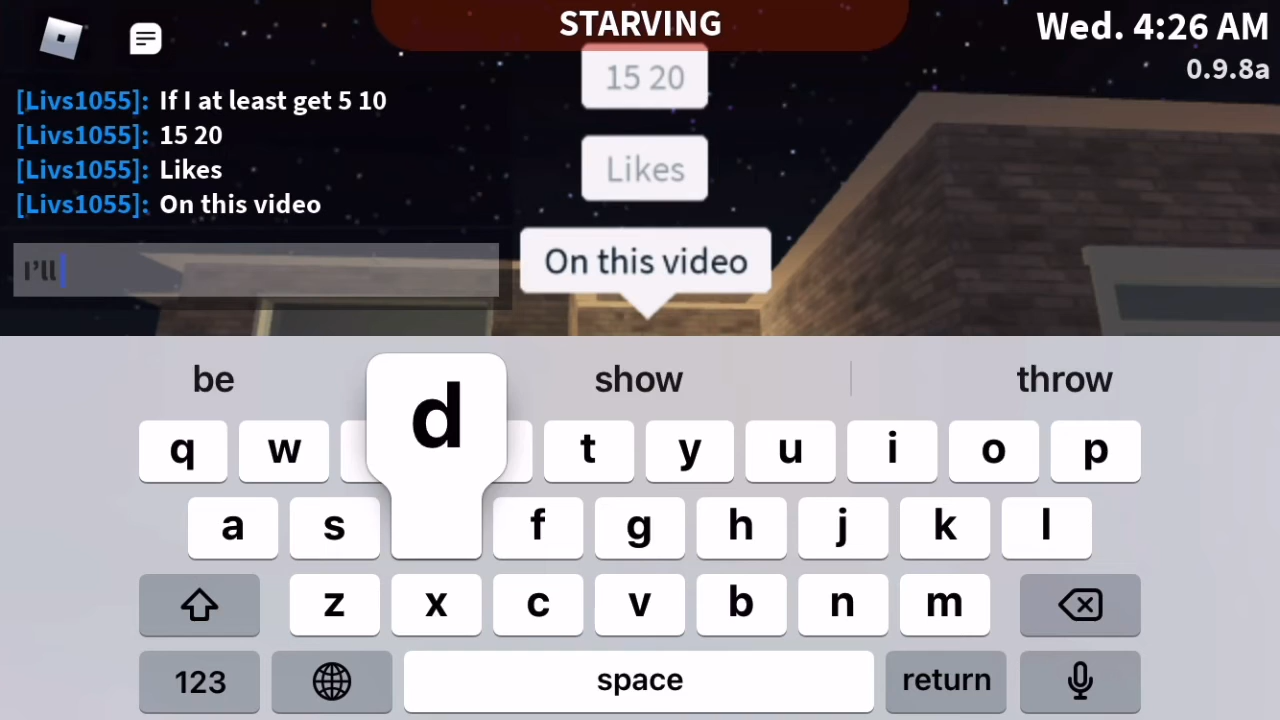 STARVING
Wed. 4:26 AM
0.9.8a
[Livs1055]: If I at least get 5 10
[Livs1055]: 15 20
[Livs1055]: Likes
[Livs1055]: On this video
I'll
15 20
Likes
On this video
be show throw
d
q w t y u i o p
a s f g h j k l
z x c v b n m
123 space return